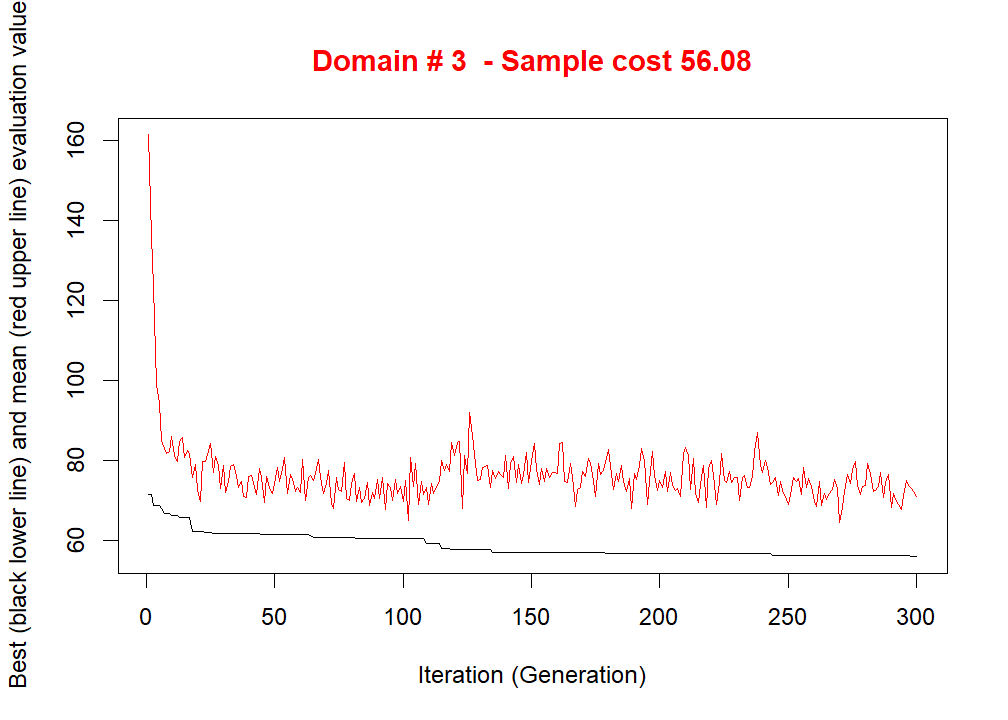 Domain # 3 - Sample cost 56.08
Best (black lower line) and mean (red upper line) evaluation value
160
140
120
100
80
60
0 50 100 150 200 250 300
Iteration (Generation)